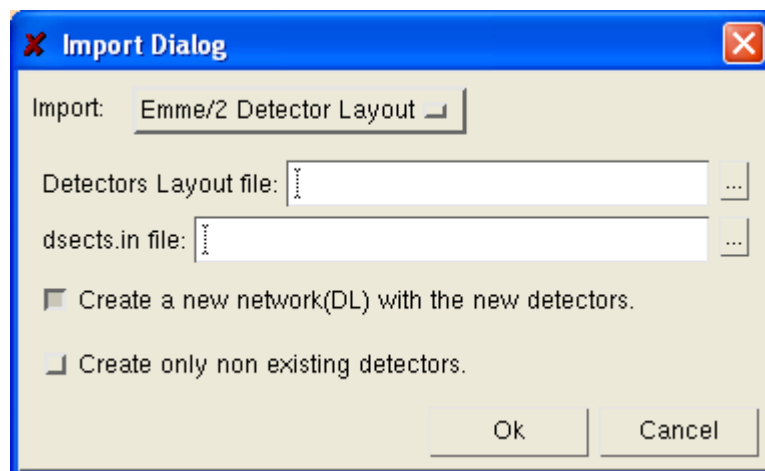 Import Dialog
Import: Emme/2 Detector Layout
Detectors Layout file: ...
dsects.in file: ...
Create a new network(DL) with the new detectors.
Create only non existing detectors.
Ok Cancel